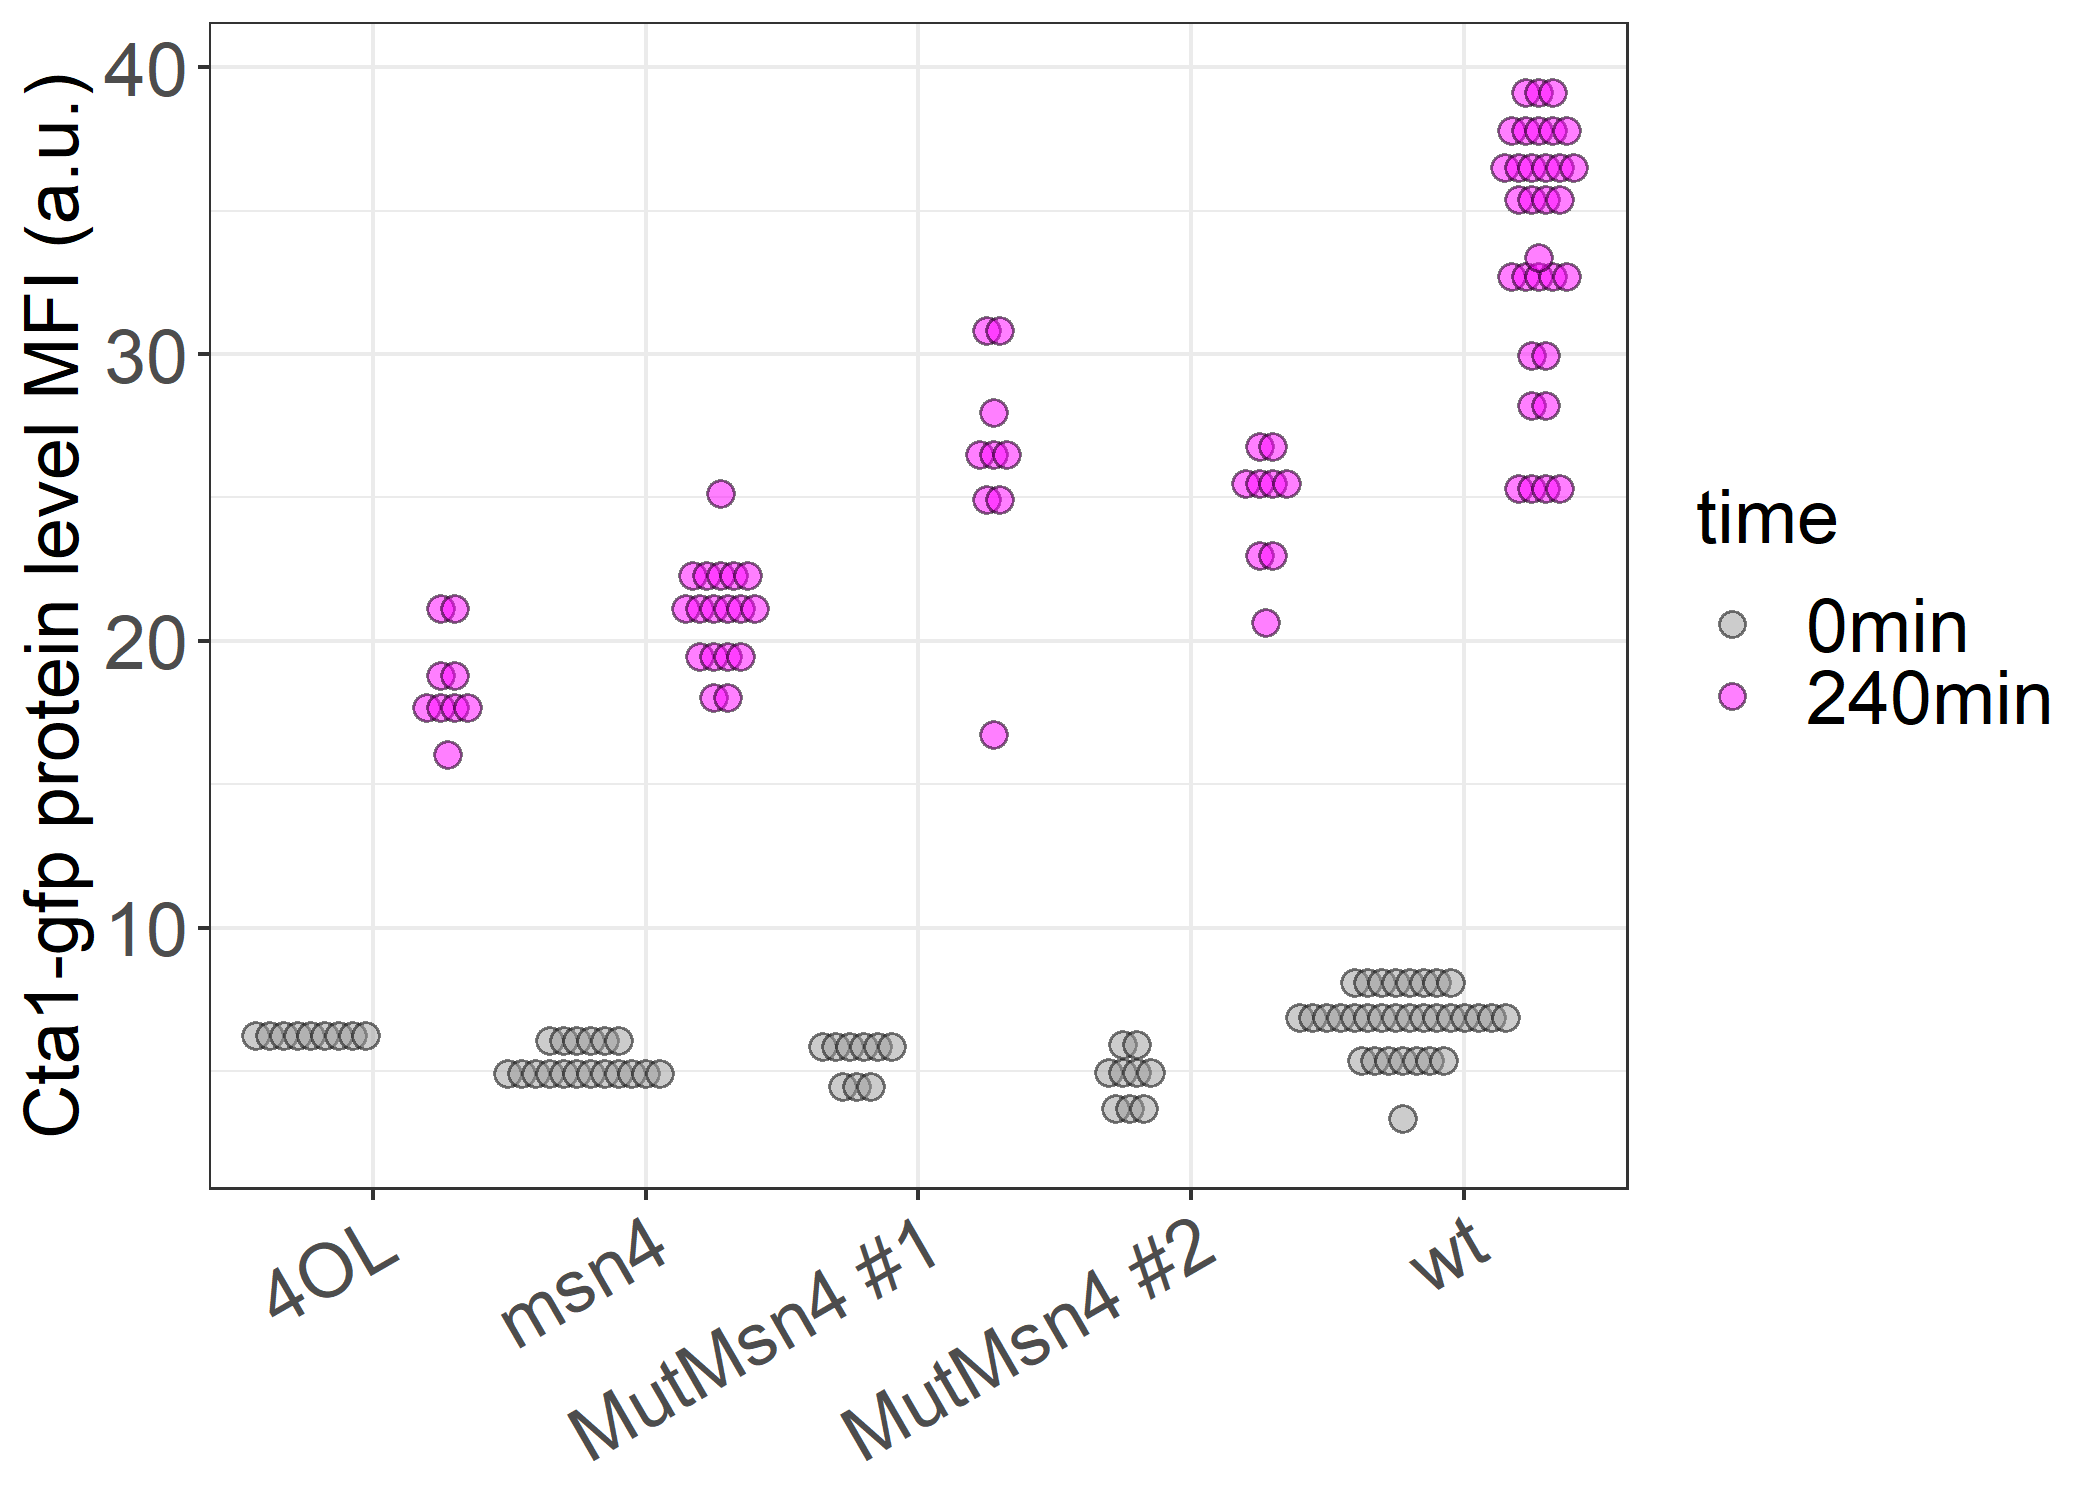 Cta1-gfp protein level MFI (a.u.)
40
30
20
10
4OL
msn4
MutMsn4 #1
MutMsn4 #2
wt
time
0min
240min